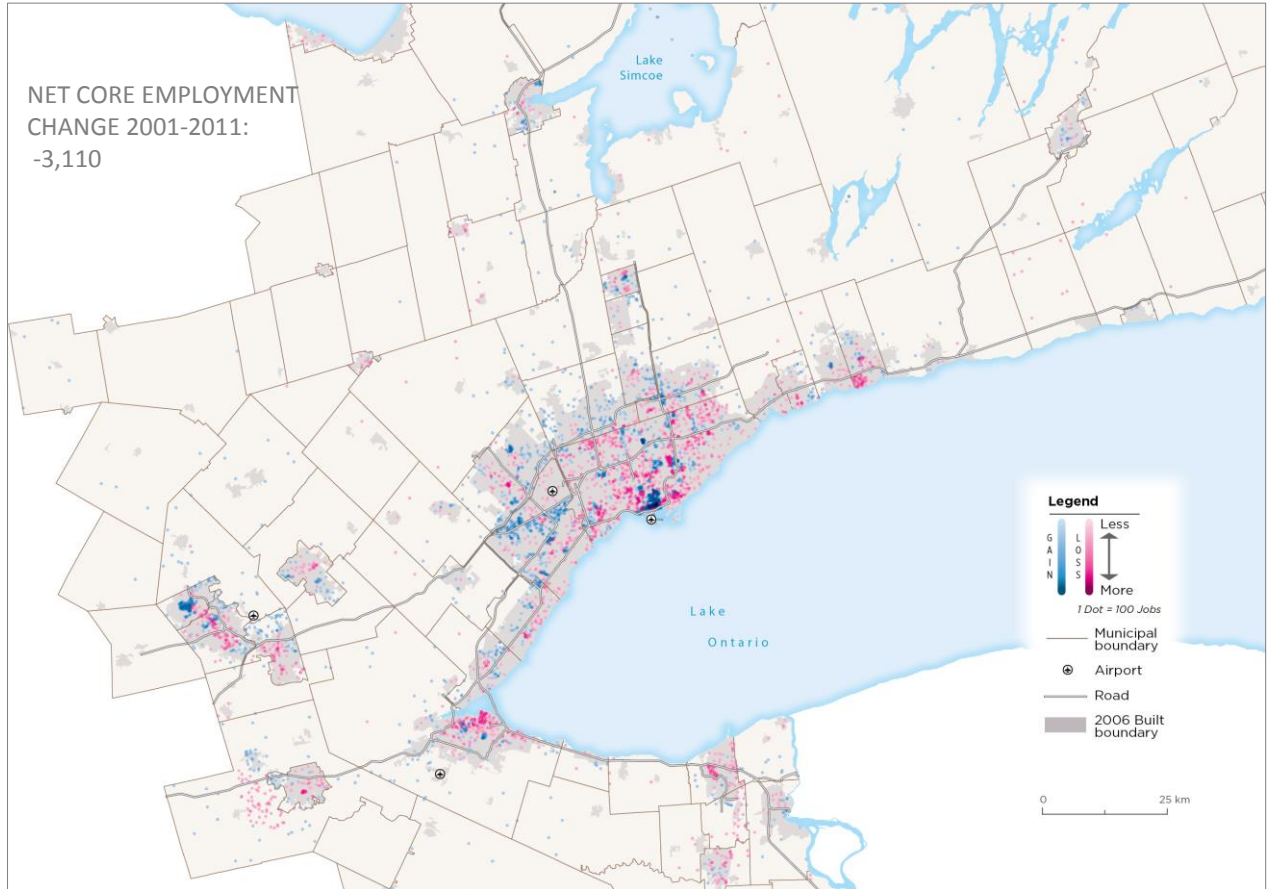 NET CORE EMPLOYMENT
CHANGE 2001-2011:
-3,110
Lake
Simcoe
Lake
Ontario
Legend
GAIN
LOSS
Less
More
1 Dot = 100 Jobs
Municipal
boundary
Airport
Road
2006 Built
boundary
0 25 km